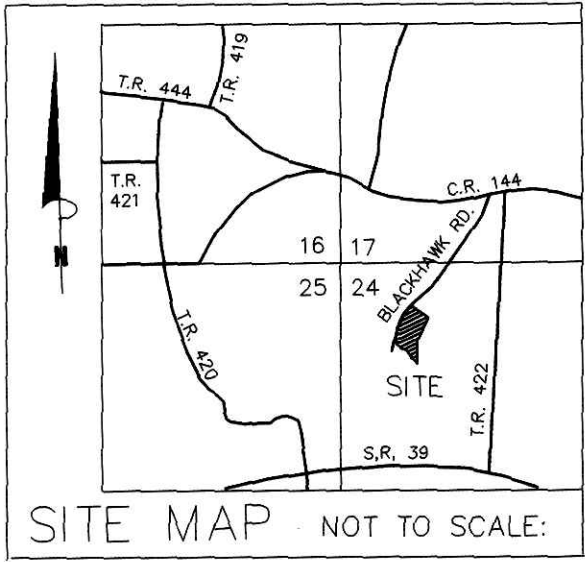 T.R. 419
T.R. 444
T.R.
421
C.R. 144
BLACKHAWK RD.
16 17
25 24
N
T.R. 420
SITE
T.R. 422
S,R, 39
SITE MAP NOT TO SCALE: